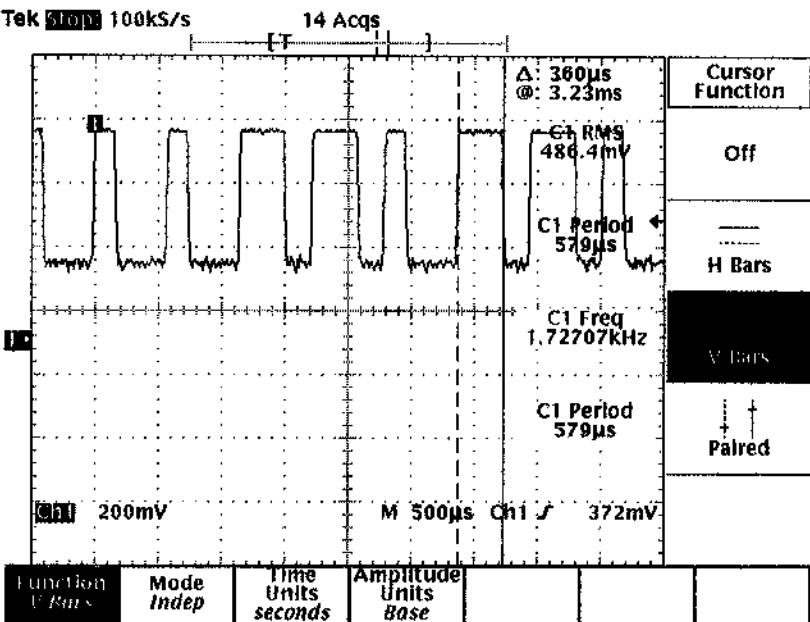 Tek Stop 100kS/s 14 Acqs
Δ: 360µs
@: 3.23ms
C1 RMS
486.4mV
C1 Period
579µs
C1 Freq
1.72707kHz
C1 Period
579µs
Ch1 200mV M 500µs Ch1 372mV
Cursor
Function
Off
H Bars
V Bars
Paired
Function
V Bars
Mode
Indep
Time
Units
seconds
Amplitude
Units
Base